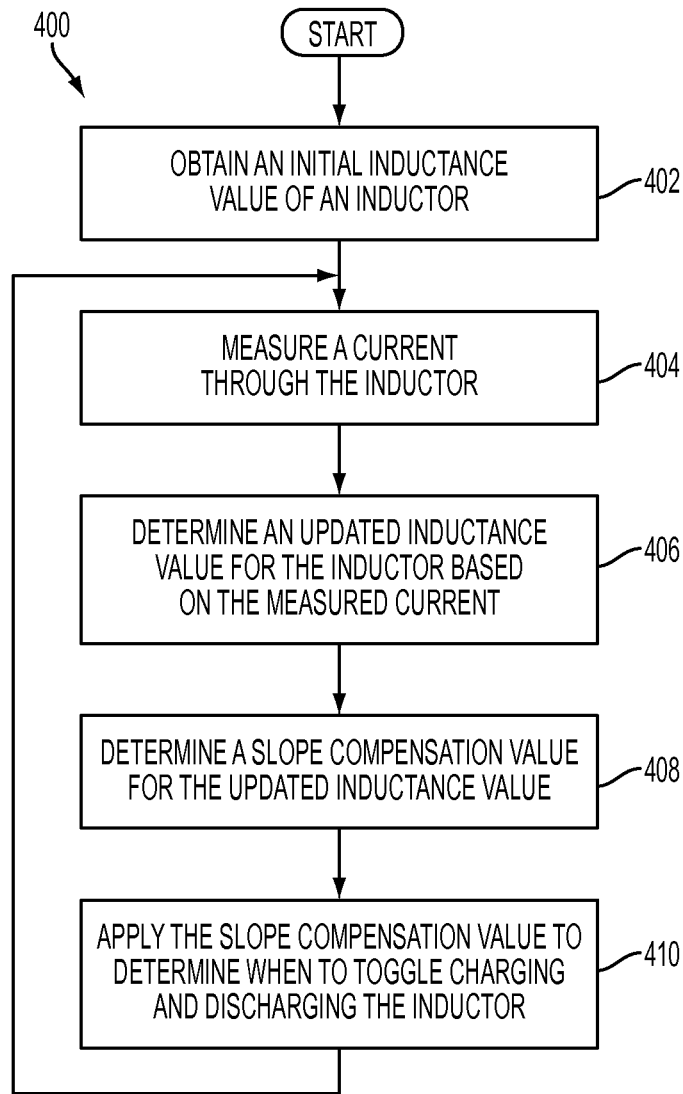 400
START
OBTAIN AN INITIAL INDUCTANCE
VALUE OF AN INDUCTOR
402
MEASURE A CURRENT
THROUGH THE INDUCTOR
404
DETERMINE AN UPDATED INDUCTANCE
VALUE FOR THE INDUCTOR BASED
ON THE MEASURED CURRENT
406
DETERMINE A SLOPE COMPENSATION VALUE
FOR THE UPDATED INDUCTANCE VALUE
408
APPLY THE SLOPE COMPENSATION VALUE TO
DETERMINE WHEN TO TOGGLE CHARGING
AND DISCHARGING THE INDUCTOR
410